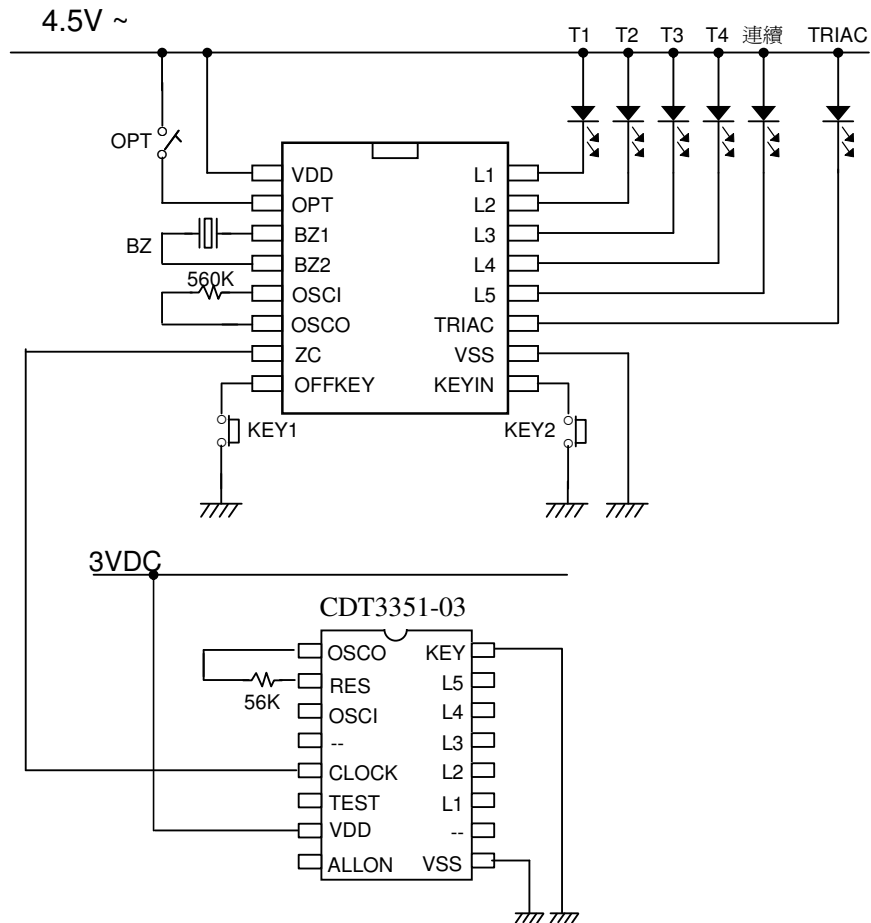 4.5V ~
T1 T2 T3 T4 連續 TRIAC
OPT
VDD L1
OPT L2
BZ1 L3
BZ
BZ2 L4
560K
OSCI L5
OSCO TRIAC
ZC VSS
OFFKEY KEYIN
KEY1 KEY2
3VDC
CDT3351-03
OSCO KEY
RES L5
56K
OSCI L4
-- L3
CLOCK L2
TEST L1
VDD --
ALLON VSS